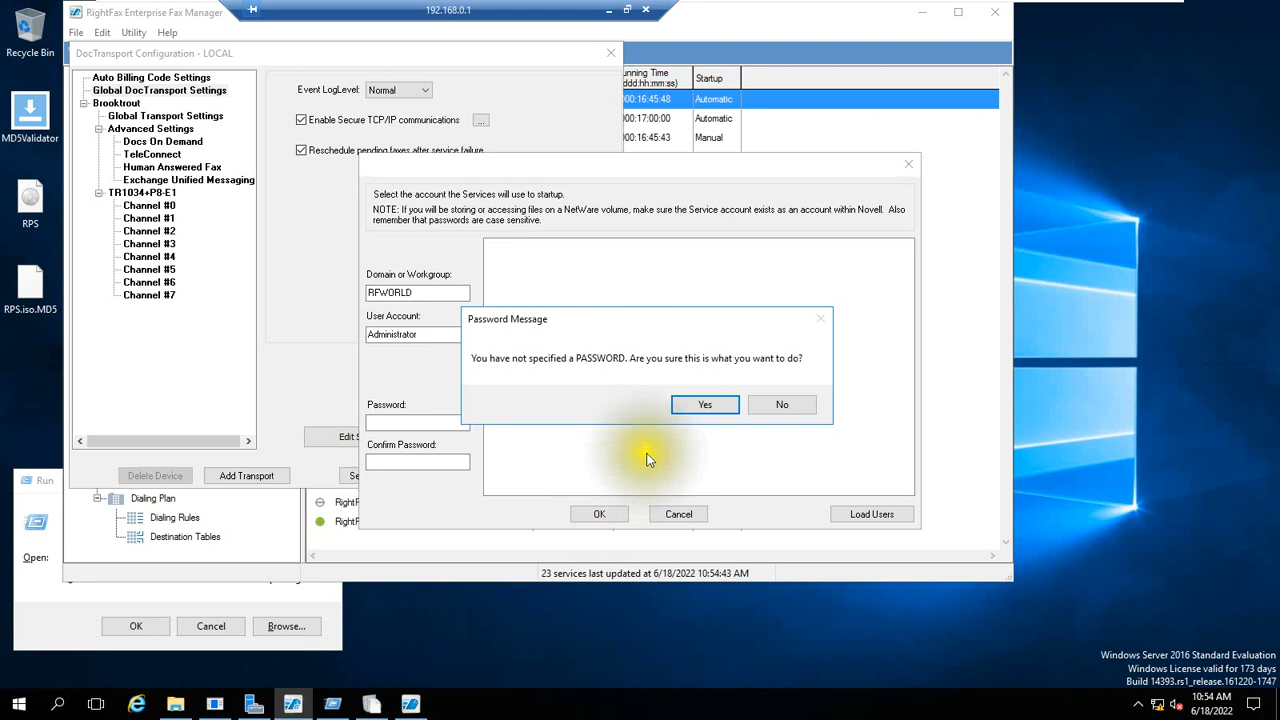 192.168.0.1
Recycle Bin
MD5Validator
RPS
RPS.iso.MD5
RightFax Enterprise Fax Manager
File Edit Utility Help
DocTransport Configuration - LOCAL
Auto Billing Code Settings
Global DocTransport Settings
Brooktrout
Global Transport Settings
Advanced Settings
Docs On Demand
TeleConnect
Human Answered Fax
Exchange Unified Messaging
TR1034+P8-E1
Channel #0
Channel #1
Channel #2
Channel #3
Channel #4
Channel #5
Channel #6
Channel #7
Event LogLevel: Normal
Enable Secure TCP/IP communications ...
Reschedule pending faxes after service failure
Delete Device Add Transport
Startup
000:16:45:48 Automatic
000:17:00:00 Automatic
000:16:45:43 Manual
Select the account the Services will use to startup.
NOTE: If you will be storing or accessing files on a NetWare volume, make sure the Service account exists as an account within Novell. Also
remember that passwords are case sensitive.
Domain or Workgroup:
RFWORLD
User Account:
Administrator
Password:
Confirm Password:
OK Cancel Load Users
Password Message
You have not specified a PASSWORD. Are you sure this is what you want to do?
Yes No
Dialing Plan
Dialing Rules
Destination Tables
23 services last updated at 6/18/2022 10:54:43 AM
Run
Open:
OK Cancel Browse...
Windows Server 2016 Standard Evaluation
Windows License valid for 173 days
Build 14393.rs1_release.161220-1747
10:54 AM
6/18/2022